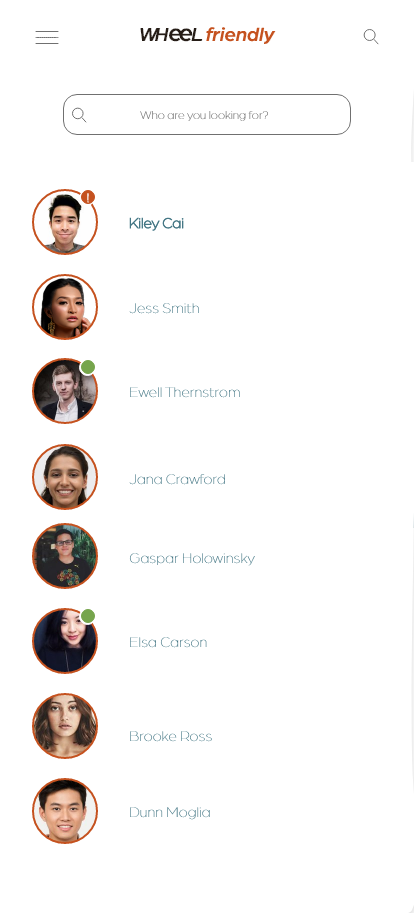 WHEEL friendly
Who are you looking for?
!
Kiley Cai
Jess Smith
Ewell Thernstrom
Jana Crawford
Gaspar Holowinsky
Elsa Carson
Brooke Ross
Dunn Moglia